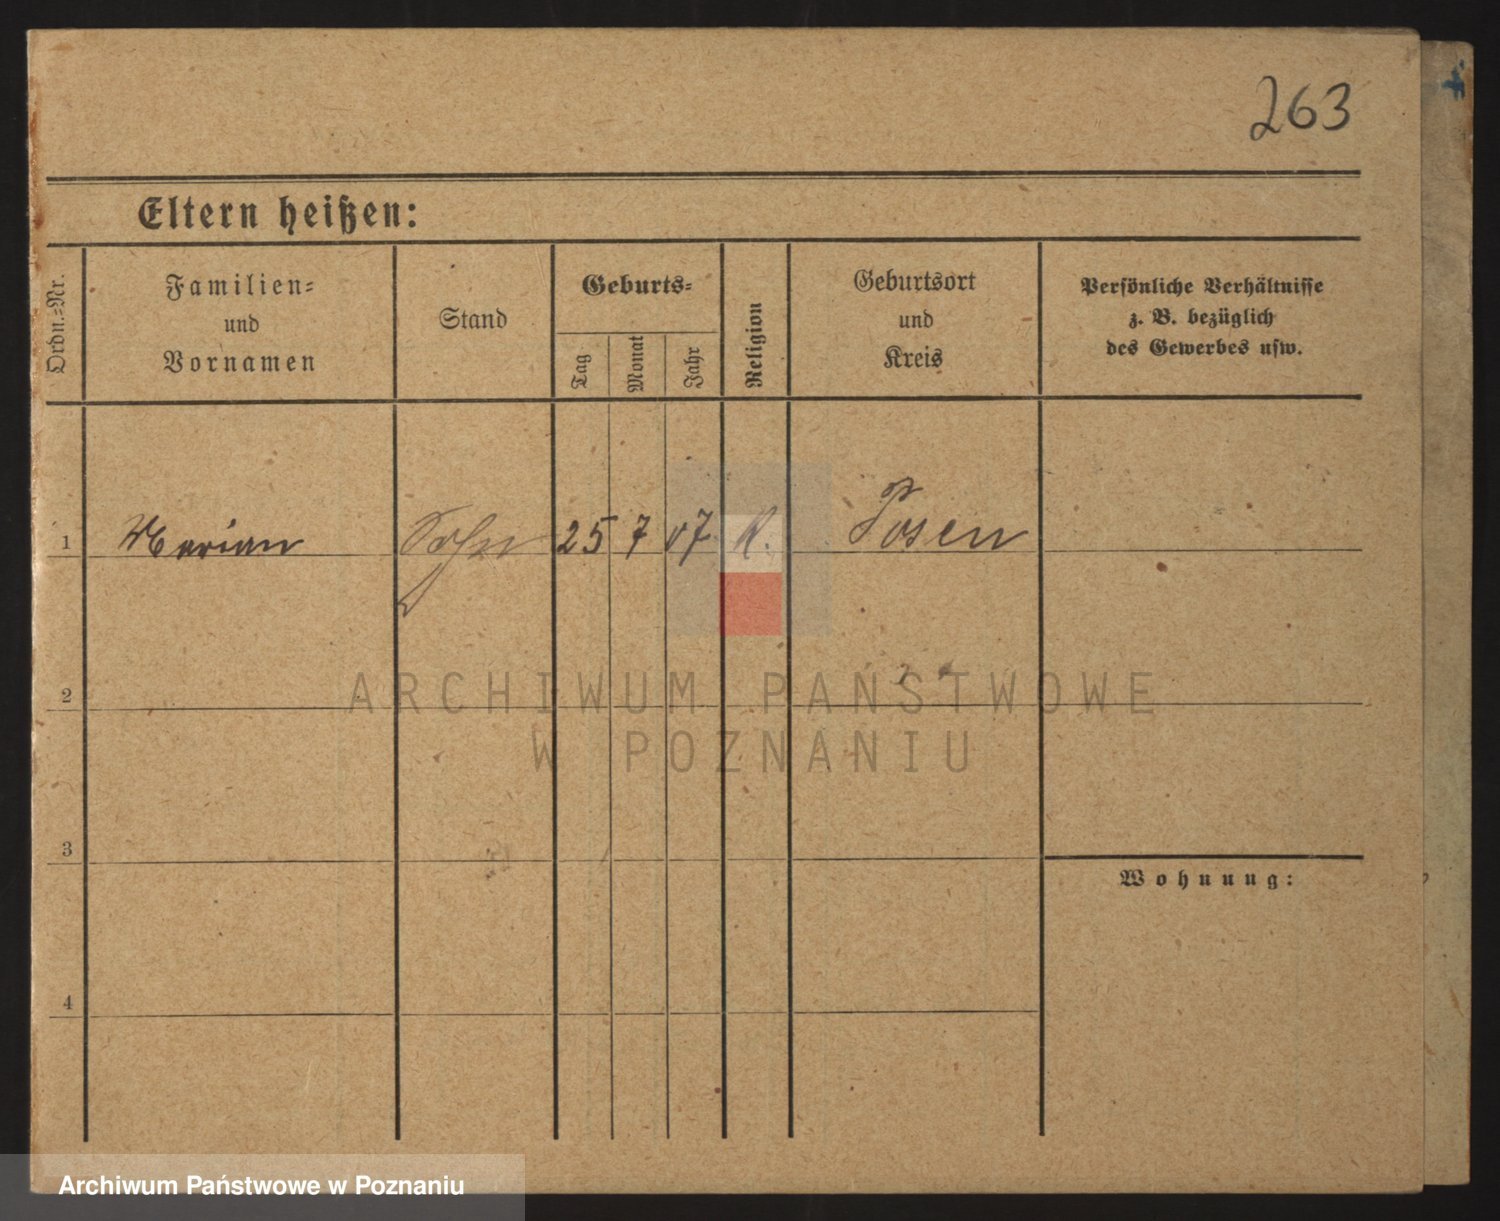 263
Eltern heißen:
Ordn.-Nr.
Familien-
und
Vornamen
Stand
Geburts-
Tag
Monat
Jahr
Religion
Geburtsort
und
Kreis
Persönliche Verhältnisse
z. B. bezüglich
des Gewerbes usw.
1 Marian Sohn 25 7 07 K. Posen
2
3
Wohnung:
4
ARCHIWUM PAŃSTWOWE
W POZNANIU
Archiwum Państwowe w Poznaniu